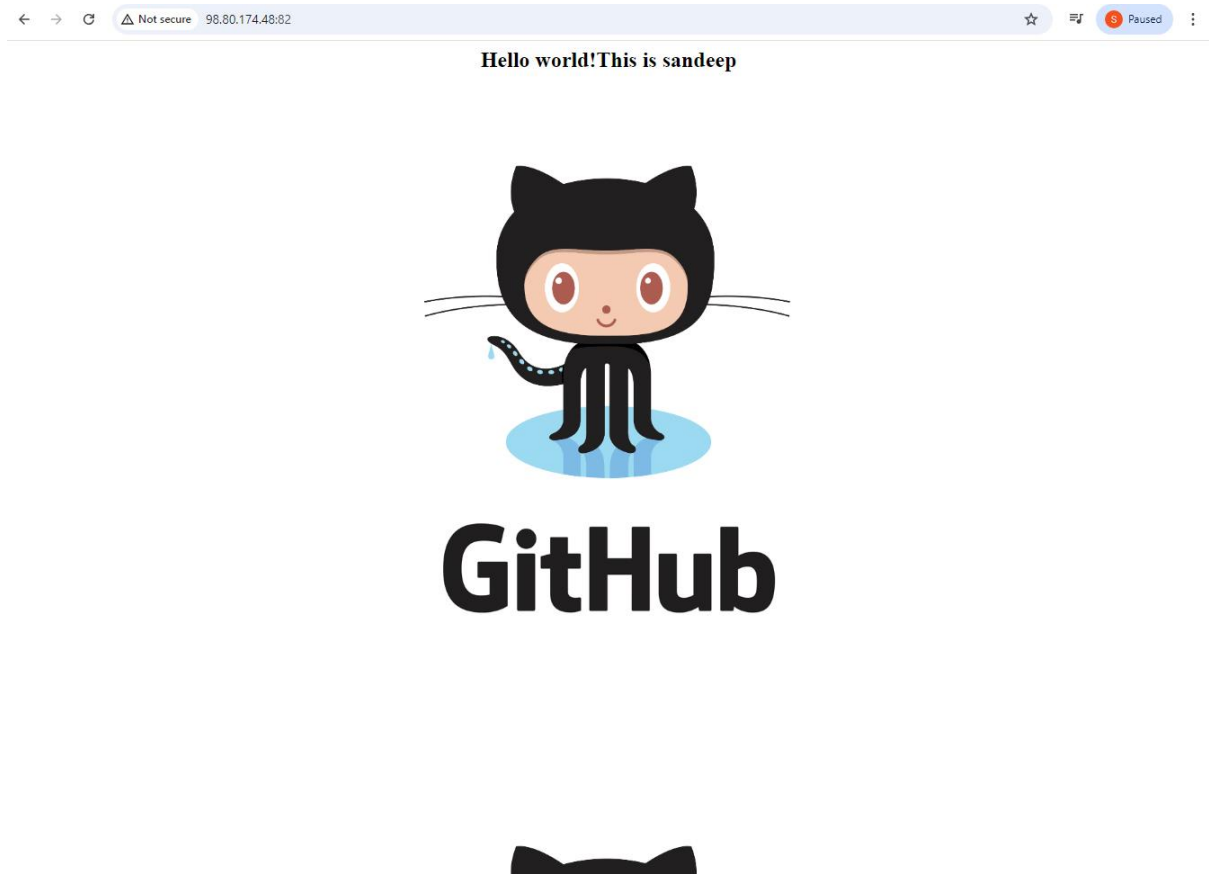 Not secure
98.80.174.48:82
S
Paused
Hello world!This is sandeep
GitHub